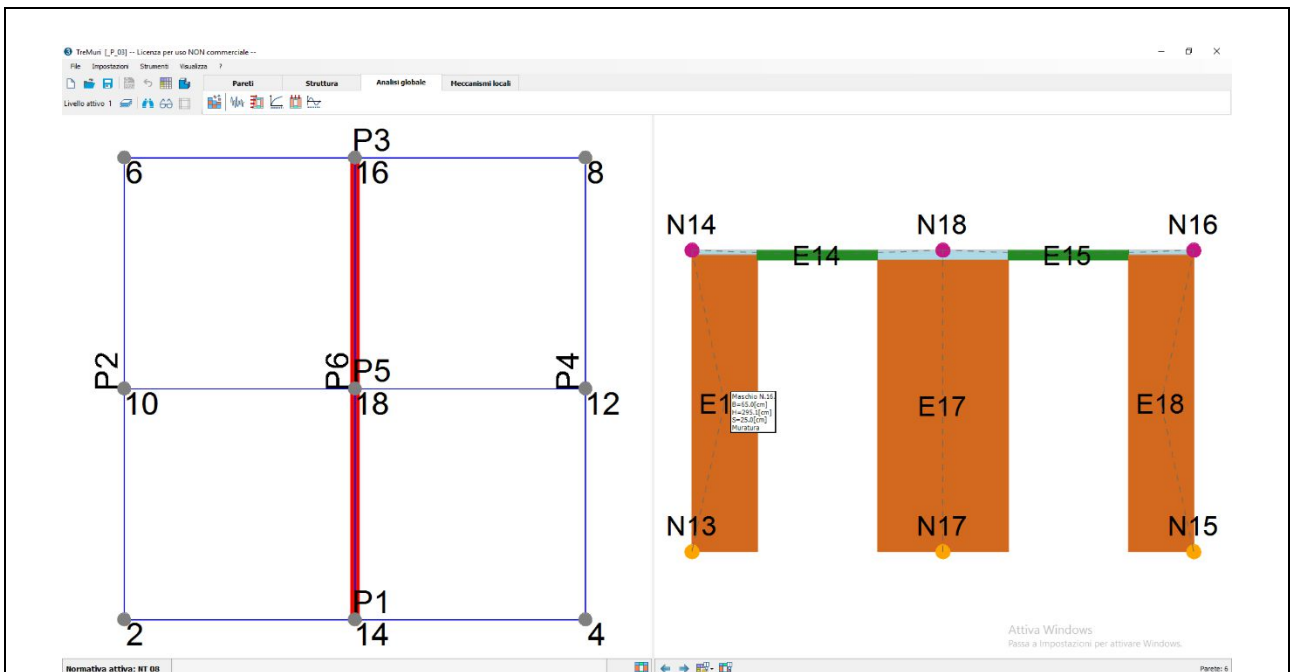 TreMuri [_P_03] -- Licenza per uso NON commerciale --
File Impostazioni Strumenti Visualizza ?
Pareti Struttura Analisi globale Meccanismi locali
Livello attivo 1
P3
6 16 8
P2 P6 P5 P4
10 18 12
P1
2 14 4
N14 N18 N16
E14 E15
E1 E17 E18
Maschio N.16
B=65.0[cm]
H=295.1[cm]
S=25.0[cm]
Muratura
N13 N17 N15
Attiva Windows
Passa a Impostazioni per attivare Windows.
Normativa attiva: NT 08
Parete: 6